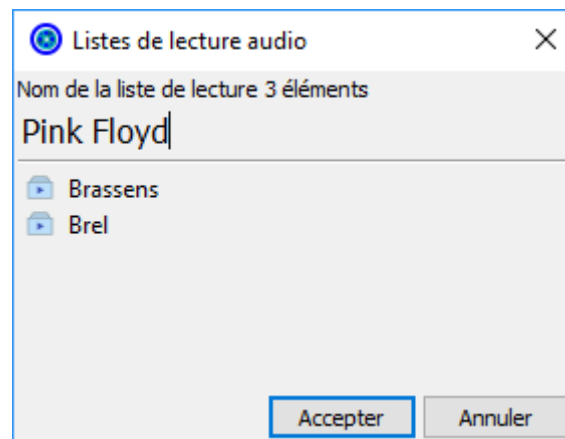 Listes de lecture audio
Nom de la liste de lecture 3 éléments
Pink Floyd
Brassens
Brel
Accepter Annuler